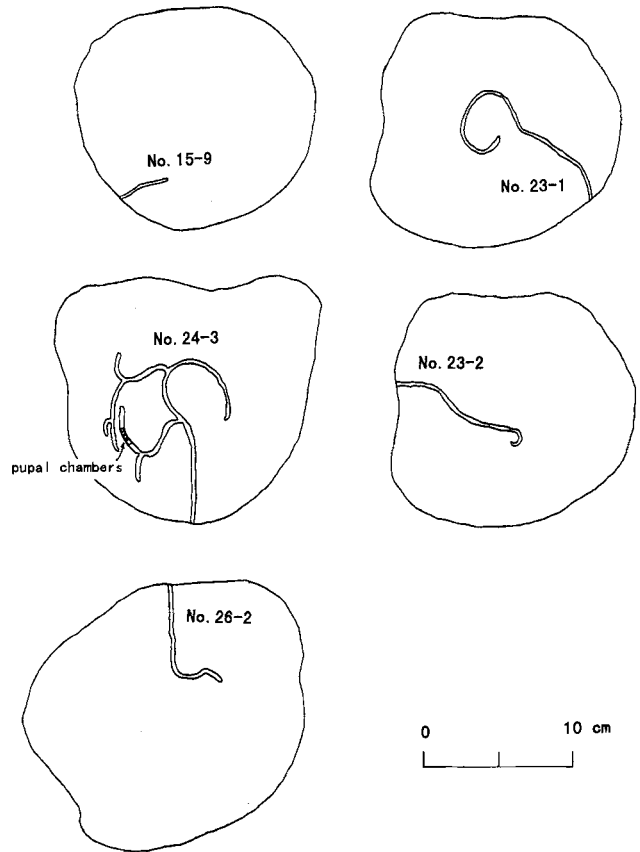 No. 15-9
No. 23-1
No. 24-3
pupal chambers
No. 23-2
No. 26-2
0 10 cm